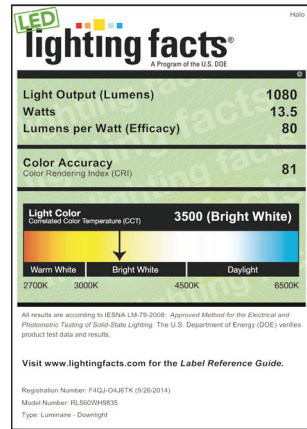 Halo
LED
lighting facts®
A Program of the U.S. DOE
Light Output (Lumens) 1080
Watts 13.5
Lumens per Watt (Efficacy) 80
Color Accuracy
Color Rendering Index (CRI) 81
Light Color
Correlated Color Temperature (CCT) 3500 (Bright White)
Warm White Bright White Daylight
2700K 3000K 4500K 6500K
All results are according to IESNA LM-79-2008: Approved Method for the Electrical and
Photometric Testing of Solid-State Lighting. The U.S. Department of Energy (DOE) verifies
product test data and results.
Visit www.lightingfacts.com for the Label Reference Guide.
Registration Number: F4QJ-O4J6TK (9/26/2014)
Model Number: RL560WH9835
Type: Luminaire - Downlight